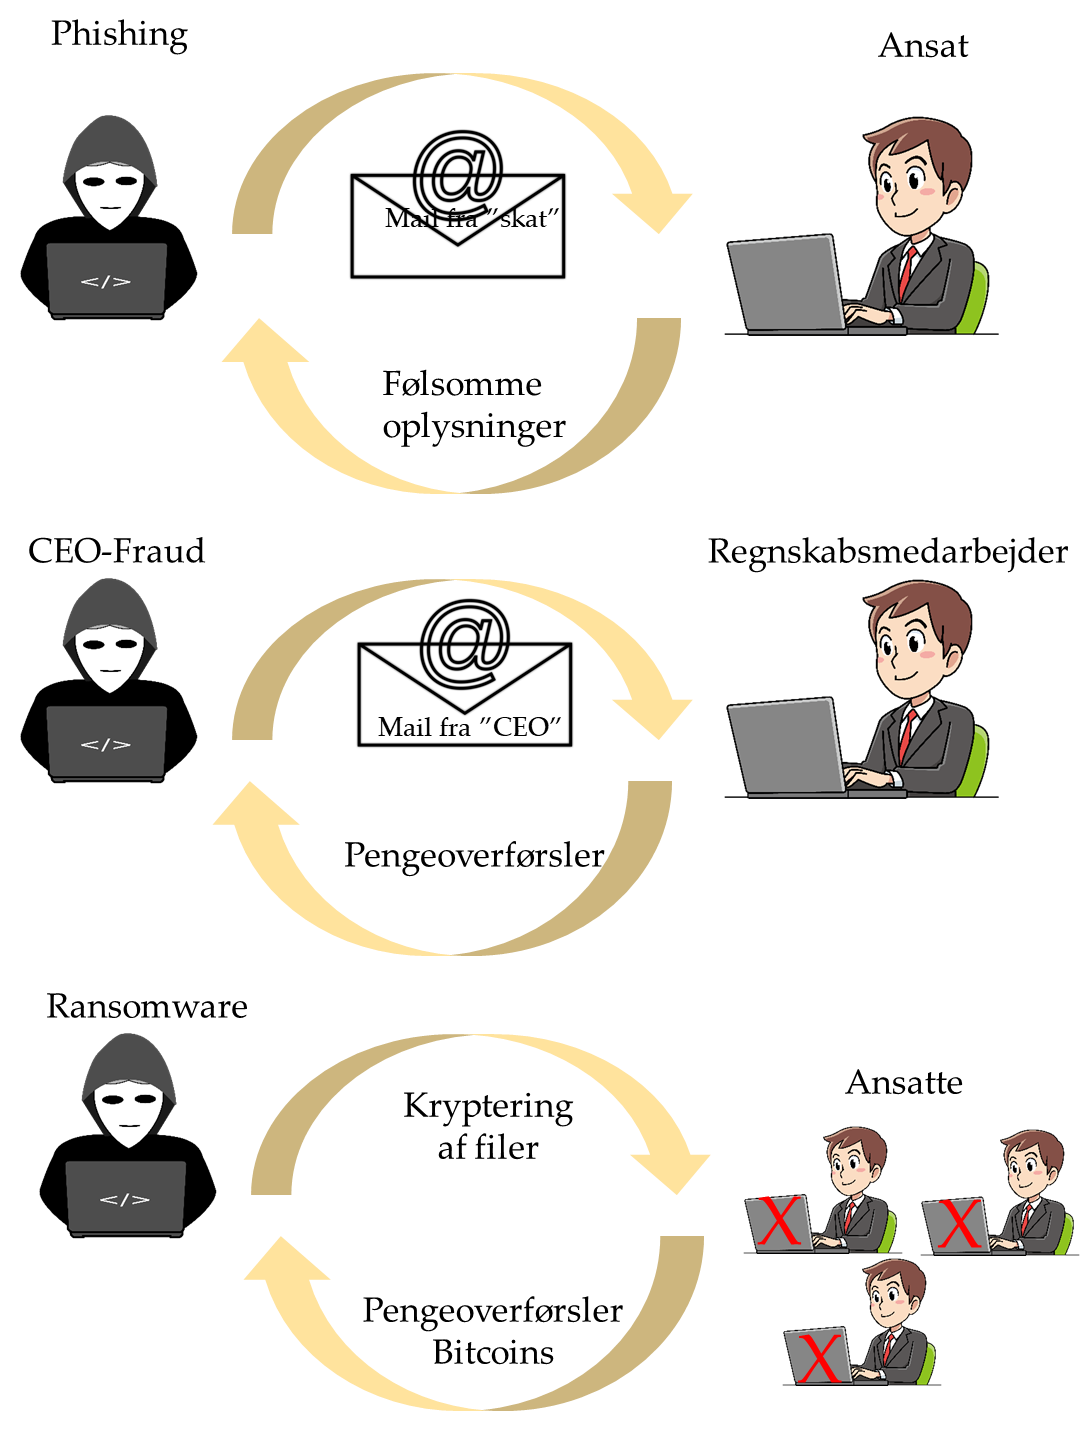 Phishing
Ansat
Mail fra ”skat”
</>
Følsomme
oplysninger
CEO-Fraud
Regnskabsmedarbejder
Mail fra ”CEO”
</>
Pengeoverførsler
Ransomware
Ansatte
Kryptering
af filer
</>
X
X
Pengeoverførsler
Bitcoins
X